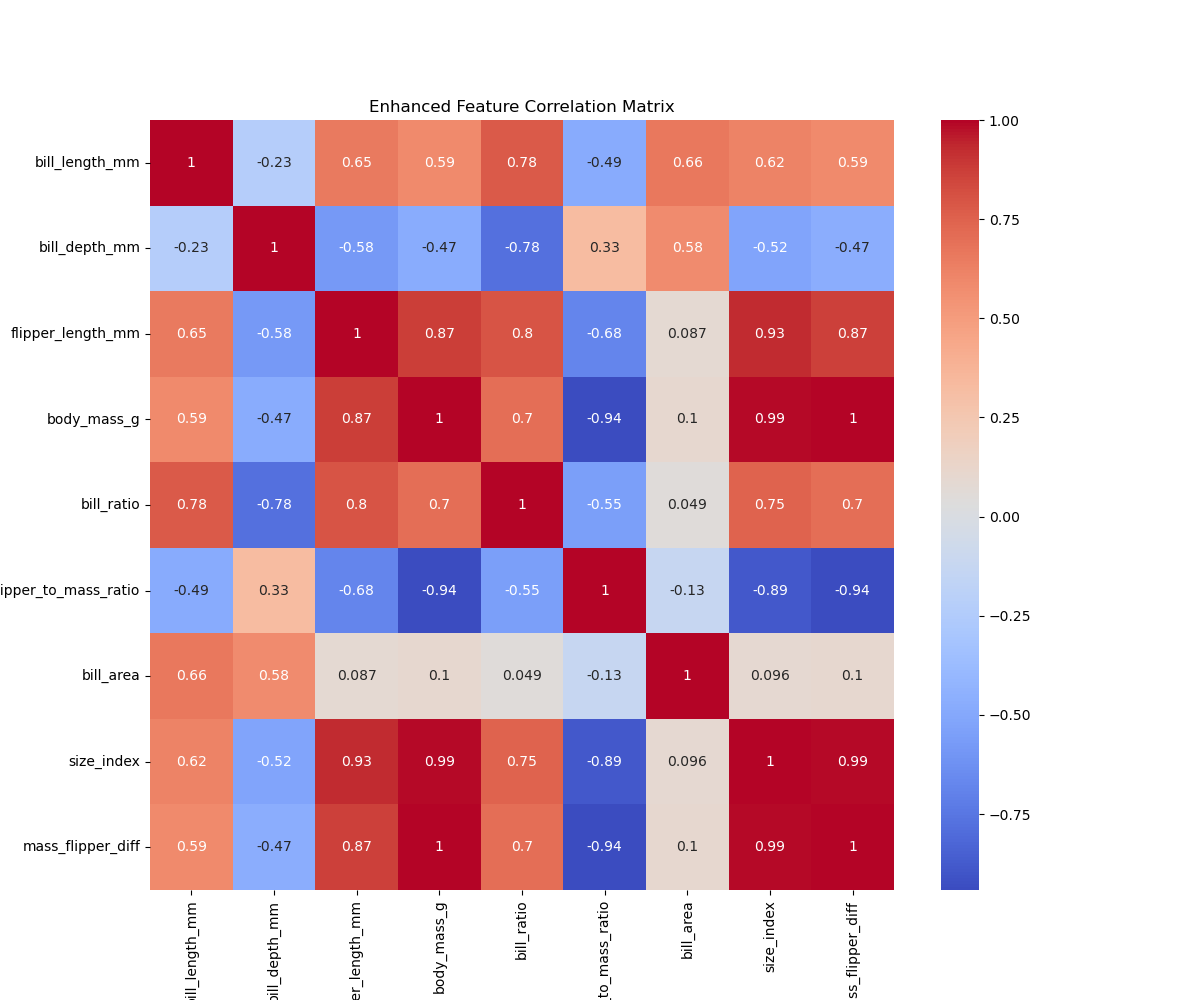 Enhanced Feature Correlation Matrix
bill_length_mm 1 -0.23 0.65 0.59 0.78 -0.49 0.66 0.62 0.59
bill_depth_mm -0.23 1 -0.58 -0.47 -0.78 0.33 0.58 -0.52 -0.47
flipper_length_mm 0.65 -0.58 1 0.87 0.8 -0.68 0.087 0.93 0.87
body_mass_g 0.59 -0.47 0.87 1 0.7 -0.94 0.1 0.99 1
bill_ratio 0.78 -0.78 0.8 0.7 1 -0.55 0.049 0.75 0.7
ipper_to_mass_ratio -0.49 0.33 -0.68 -0.94 -0.55 1 -0.13 -0.89 -0.94
bill_area 0.66 0.58 0.087 0.1 0.049 -0.13 1 0.096 0.1
size_index 0.62 -0.52 0.93 0.99 0.75 -0.89 0.096 1 0.99
mass_flipper_diff 0.59 -0.47 0.87 1 0.7 -0.94 0.1 0.99 1
bill_length_mm
bill_depth_mm
er_length_mm
body_mass_g
bill_ratio
_to_mass_ratio
bill_area
size_index
ss_flipper_diff
1.00
0.75
0.50
0.25
0.00
−0.25
−0.50
−0.75